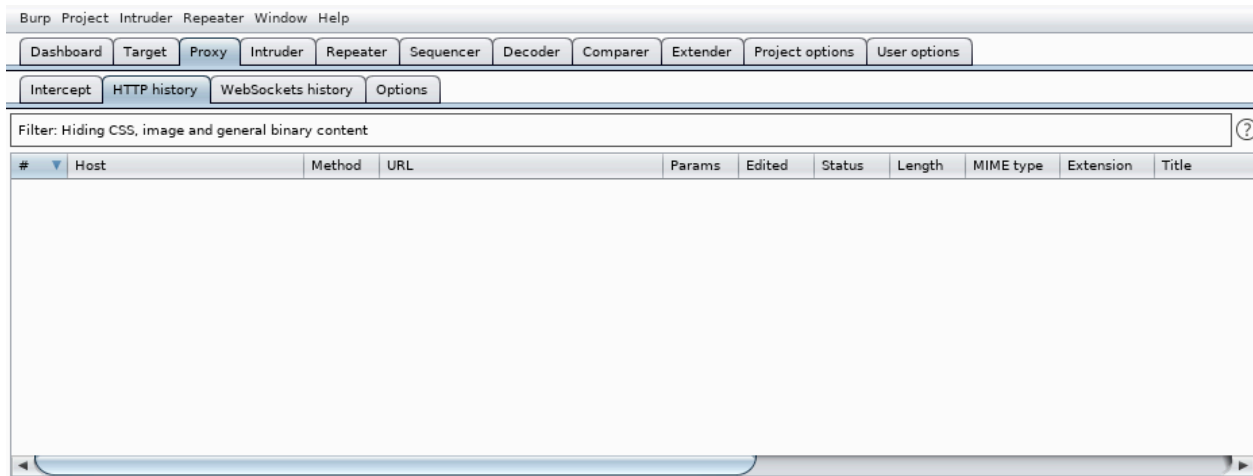 Burp Project Intruder Repeater Window Help
Dashboard Target Proxy Intruder Repeater Sequencer Decoder Comparer Extender Project options User options
Intercept HTTP history WebSockets history Options
Filter: Hiding CSS, image and general binary content ?
# Host Method URL Params Edited Status Length MIME type Extension Title